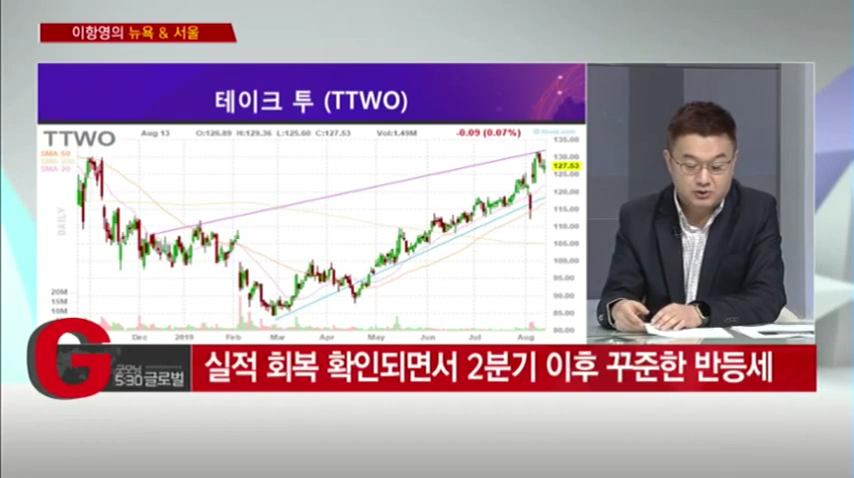 이항영의 뉴욕 & 서울
테이크 투 (TTWO)
TTWO Aug 13 O:126.89 H:129.36 L:125.60 C:127.53 Vol:1.49M -0.09 (0.07%)
SMA 50
SMA 200
SMA 20
DAILY
135.00
130.00
127.53
120.00
115.00
110.00
105.00
100.00
95.00
90.00
85.00
80.00
20M
15M
10M
Dec 2019 Feb Mar Apr May Jun Jul Aug
G
굿모닝
5:30 글로벌
실적 회복 확인되면서 2분기 이후 꾸준한 반등세